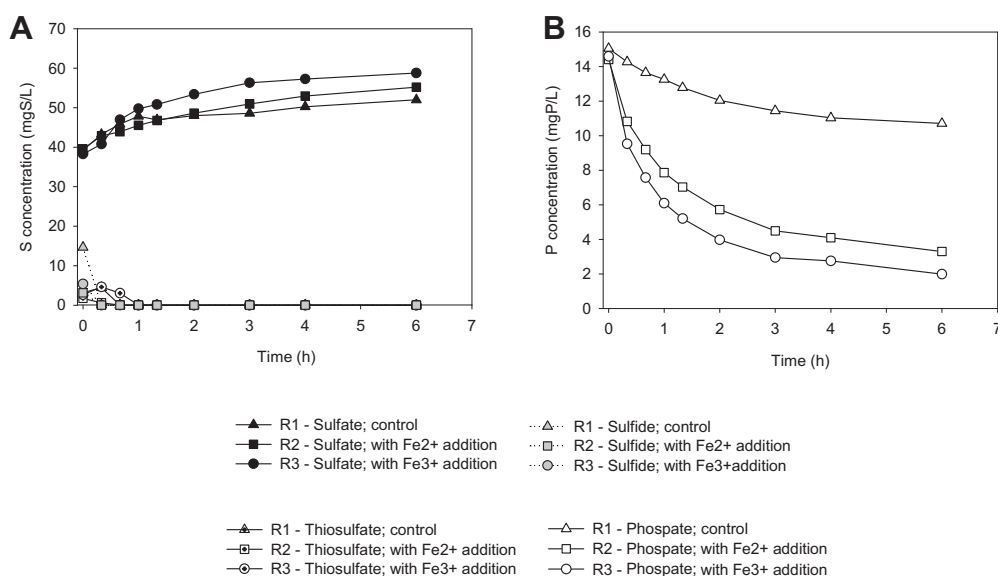 A
B
S concentration (mgS/L)
70
60
50
40
30
20
10
0
0 1 2 3 4 5 6 7
Time (h)
P concentration (mgP/L)
16
14
12
10
8
6
4
2
0
0 1 2 3 4 5 6 7
Time (h)
R1 - Sulfate; control
R2 - Sulfate; with Fe2+ addition
R3 - Sulfate; with Fe3+ addition
R1 - Sulfide; control
R2 - Sulfide; with Fe2+ addition
R3 - Sulfide; with Fe3+addition
R1 - Thiosulfate; control
R2 - Thiosulfate; with Fe2+ addition
R3 - Thiosulfate; with Fe3+ addition
R1 - Phospate; control
R2 - Phospate; with Fe2+ addition
R3 - Phospate; with Fe3+ addition